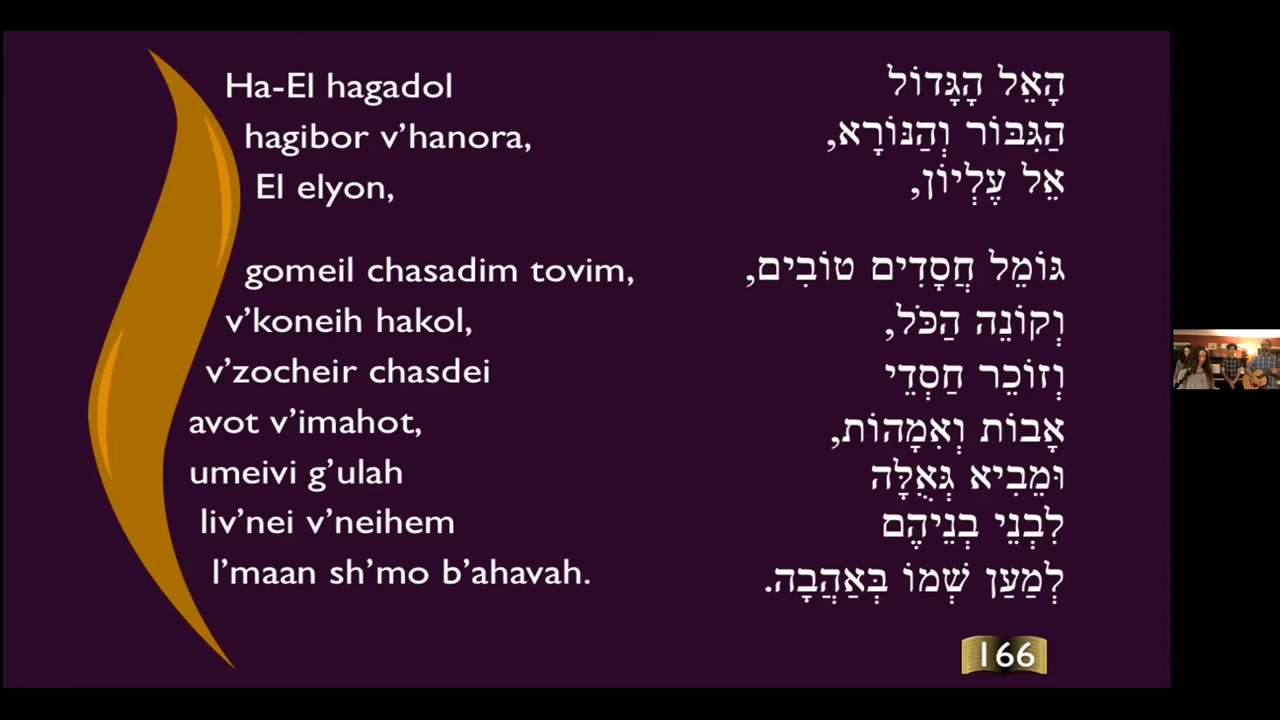 Ha-El hagadol
hagibor v’hanora,
El elyon,
gomeil chasadim tovim,
v’koneih hakol,
v’zocheir chasdei
avot v’imahot,
umeivi g’ulah
liv’nei v’neihem
l’maan sh’mo b’ahavah.
הָאֵל הָגָּדוֹל
הַגִּבּוֹר וְהַנּוֹרָא,
אֵל עֶלְיוֹן,
גּוֹמֵל חֲסָדִים טוֹבִים,
וְקוֹנֵה הַכֹּל,
וְזוֹכֵר חַסְדֵי
אָבוֹת וְאִמָהוֹת,
וּמֵבִיא גְּאֻלָּה
לִבְנֵי בְנֵיהֶם
לְמַעַן שְׁמוֹ בְּאַהֲבָה.
166